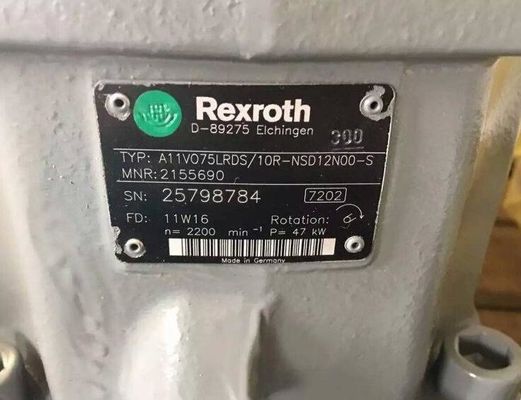 Rexroth
D-89275 Elchingen
300
TYP: A11VO75LRDS/10R-NSD12N00-S
MNR: 2155690
SN: 25798784 7202
FD: 11W16 Rotation:
n= 2200 min⁻¹ P= 47 kW
Made in Germany